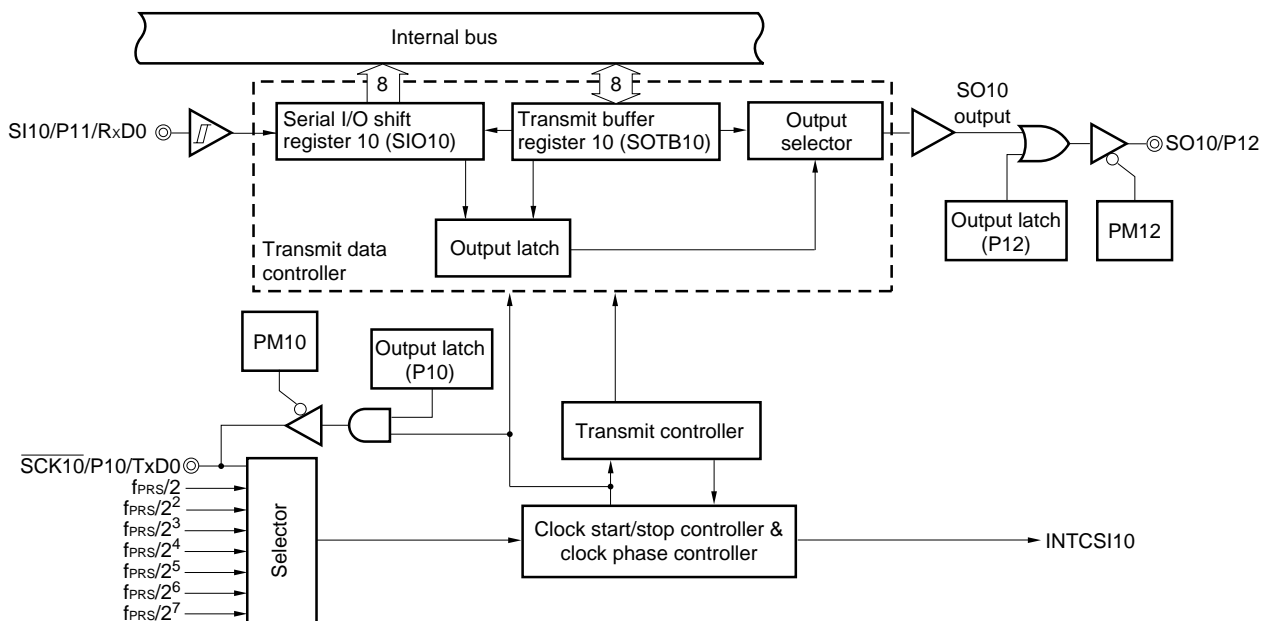 Internal bus
8
8
SI10/P11/RxD0
Serial I/O shift
register 10 (SIO10)
Transmit buffer
register 10 (SOTB10)
Output
selector
SO10
output
SO10/P12
Output latch
(P12)
PM12
Output latch
Transmit data
controller
PM10
Output latch
(P10)
Transmit controller
SCK10/P10/TxD0
fPRS/2
fPRS/2²
fPRS/2³
fPRS/2⁴
fPRS/2⁵
fPRS/2⁶
fPRS/2⁷
Selector
Clock start/stop controller &
clock phase controller
INTCSI10